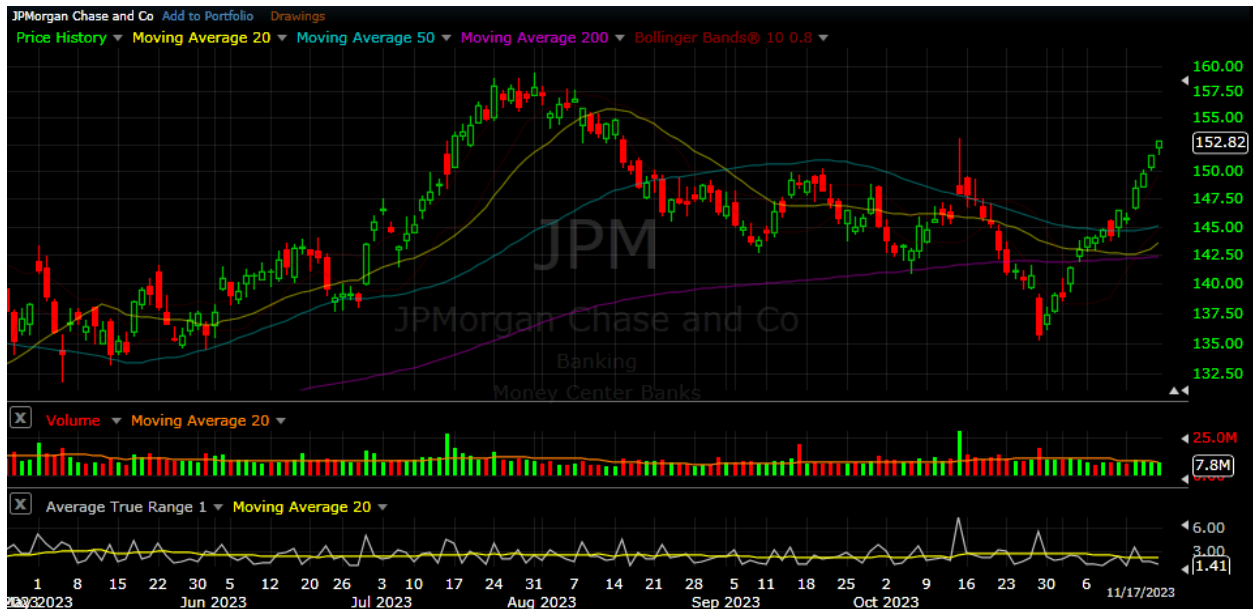 JPMorgan Chase and Co Add to Portfolio Drawings
Price History Moving Average 20 Moving Average 50 Moving Average 200 Bollinger Bands® 10 0.8
160.00
157.50
155.00
152.82
150.00
147.50
145.00
142.50
140.00
137.50
135.00
132.50
JPM
JPMorgan Chase and Co
Banking
Money Center Banks
X Volume Moving Average 20
25.0M
7.8M
X Average True Range 1 Moving Average 20
6.00
3.00
1.41
1 8 15 22 30 5 12 20 26 3 10 17 24 31 7 14 21 28 5 11 18 25 2 9 16 23 30 6
2023 Jun 2023 Jul 2023 Aug 2023 Sep 2023 Oct 2023 11/17/2023